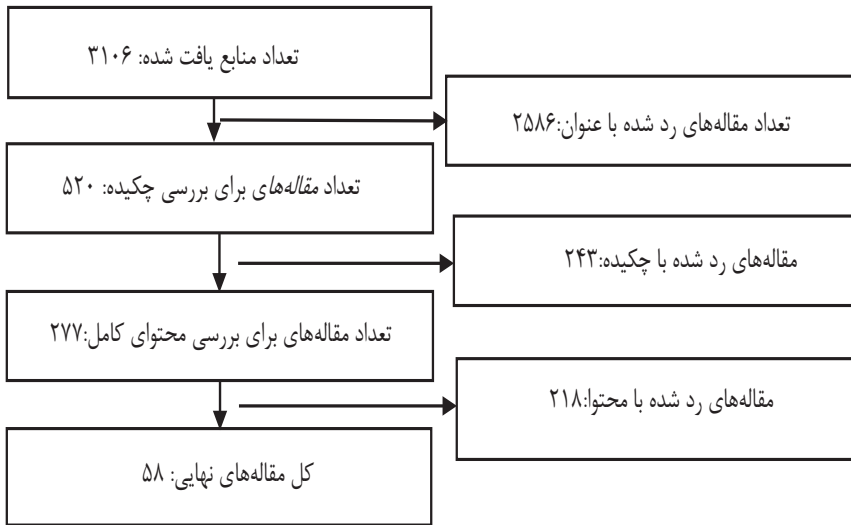 تعداد منابع یافت شده: ۳۱۰۶
تعداد مقاله‌های رد شده با عنوان:۲۵۸۶
تعداد مقاله‌های برای بررسی چکیده: ۵۲۰
مقاله‌های رد شده با چکیده:۲۴۳
تعداد مقاله‌های برای بررسی محتوای کامل:۲۷۷
مقاله‌های رد شده با محتوا:۲۱۸
کل مقاله‌های نهایی: ۵۸